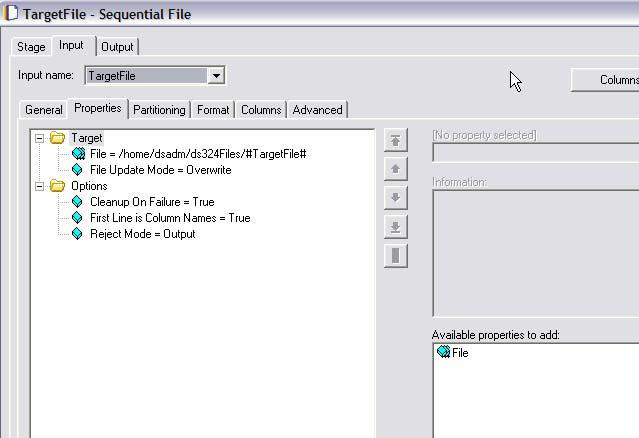 TargetFile - Sequential File
Stage Input Output
Input name: TargetFile
Columns
General Properties Partitioning Format Columns Advanced
Target
File = /home/dsadm/ds324Files/#TargetFile#
File Update Mode = Overwrite
Options
Cleanup On Failure = True
First Line is Column Names = True
Reject Mode = Output
[No property selected]
Information:
Available properties to add:
File